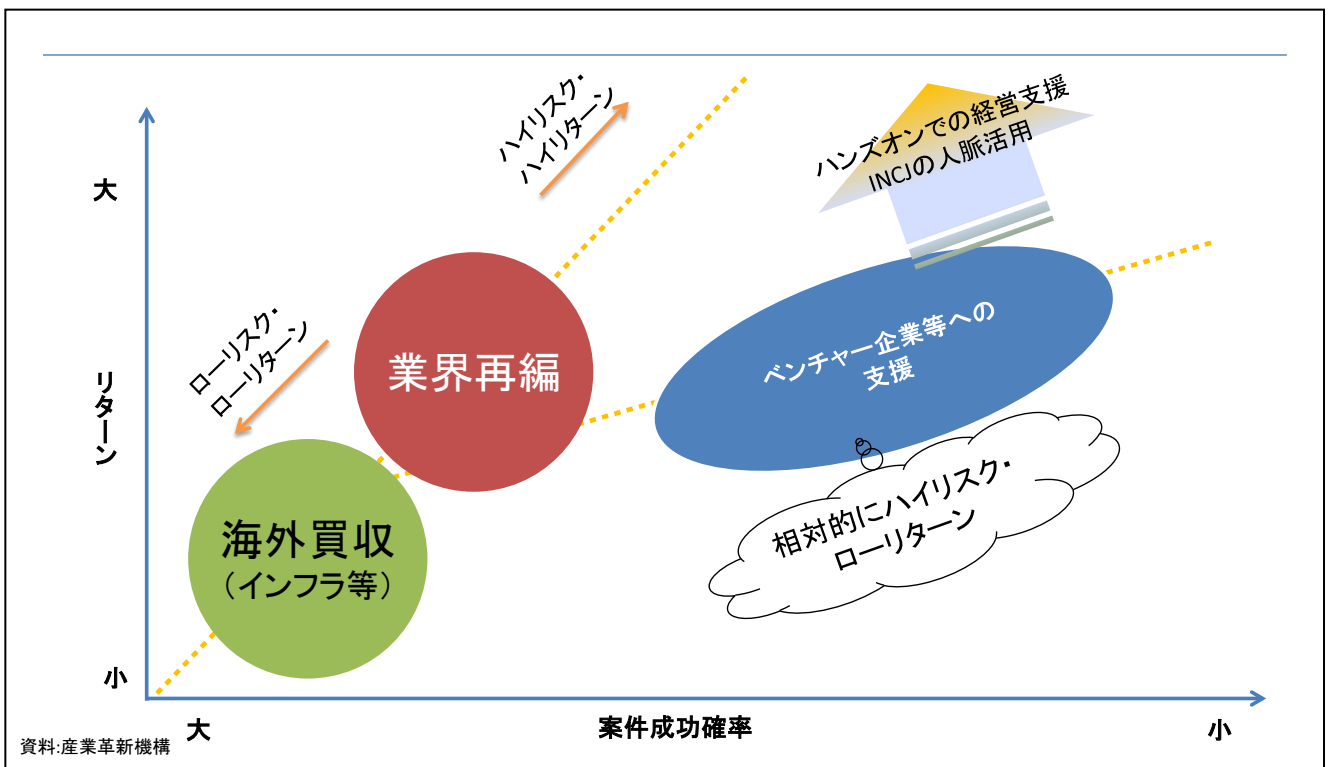 ハイリスク・
ハイリターン
ハンズオンでの経営支援
INCJの人脈活用
大
ローリスク・
ローリターン
業界再編
ベンチャー企業等への
支援
リターン
相対的にハイリスク・
ローリターン
海外買収
（インフラ等）
小
大
案件成功確率
小
資料:産業革新機構